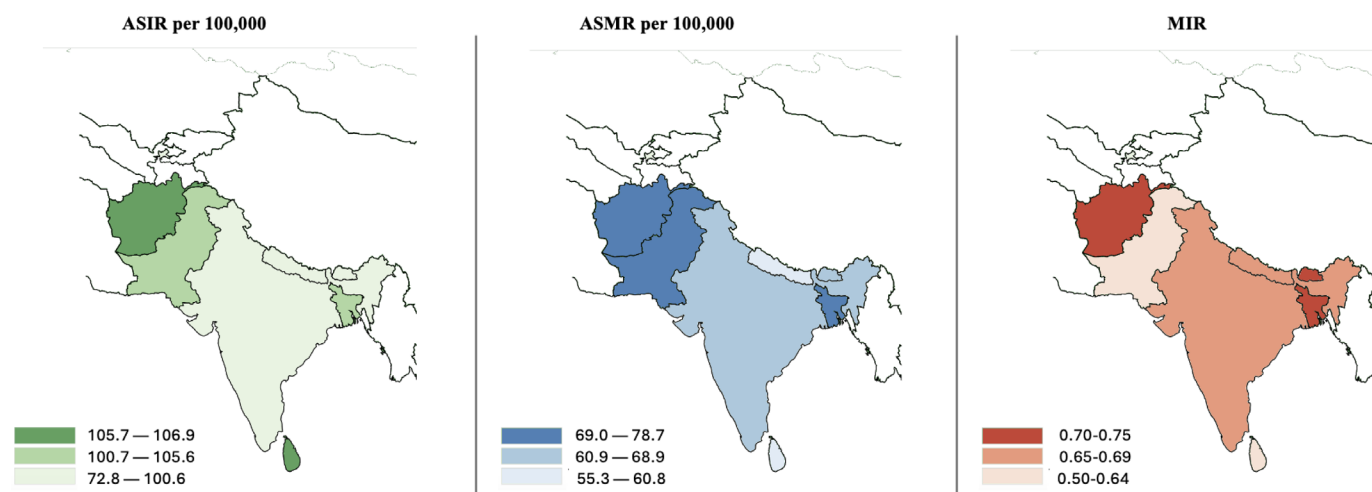 ASIR per 100,000
105.7 — 106.9
100.7 — 105.6
72.8 — 100.6
ASMR per 100,000
69.0 — 78.7
60.9 — 68.9
55.3 — 60.8
MIR
0.70-0.75
0.65-0.69
0.50-0.64